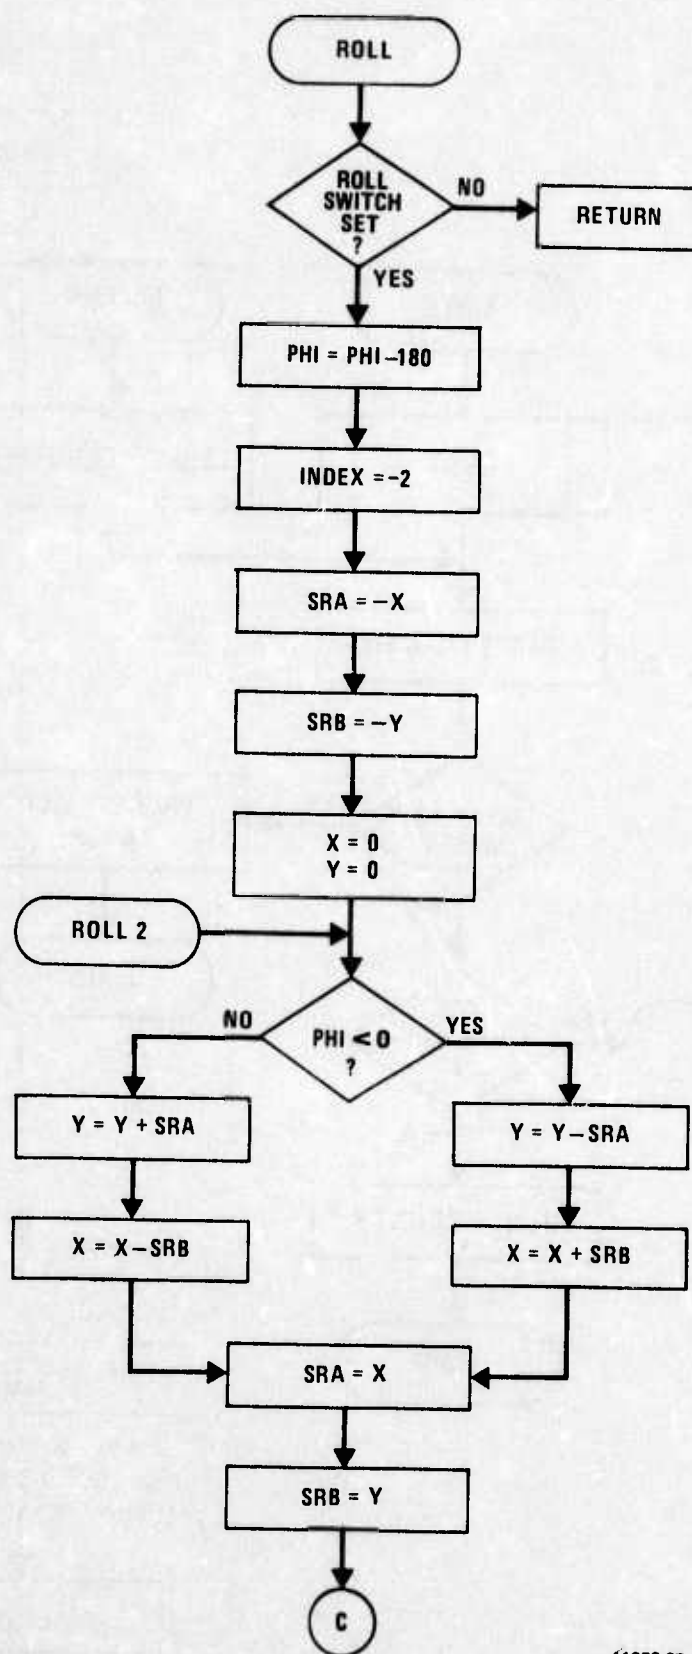 ROLL
ROLL
SWITCH
SET
?
NO
RETURN
YES
PHI = PHI –180
INDEX = –2
SRA = –X
SRB = –Y
X = 0
Y = 0
ROLL 2
NO
PHI < 0
?
YES
Y = Y + SRA
Y = Y – SRA
X = X – SRB
X = X + SRB
SRA = X
SRB = Y
C